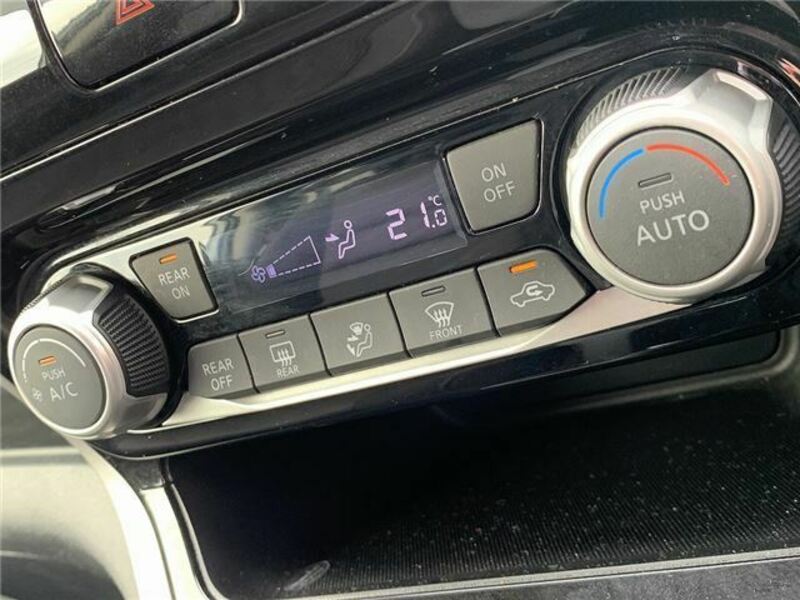 ON
OFF
PUSH
AUTO
21.0 °C
REAR
ON
PUSH
A/C
REAR
OFF
REAR
FRONT